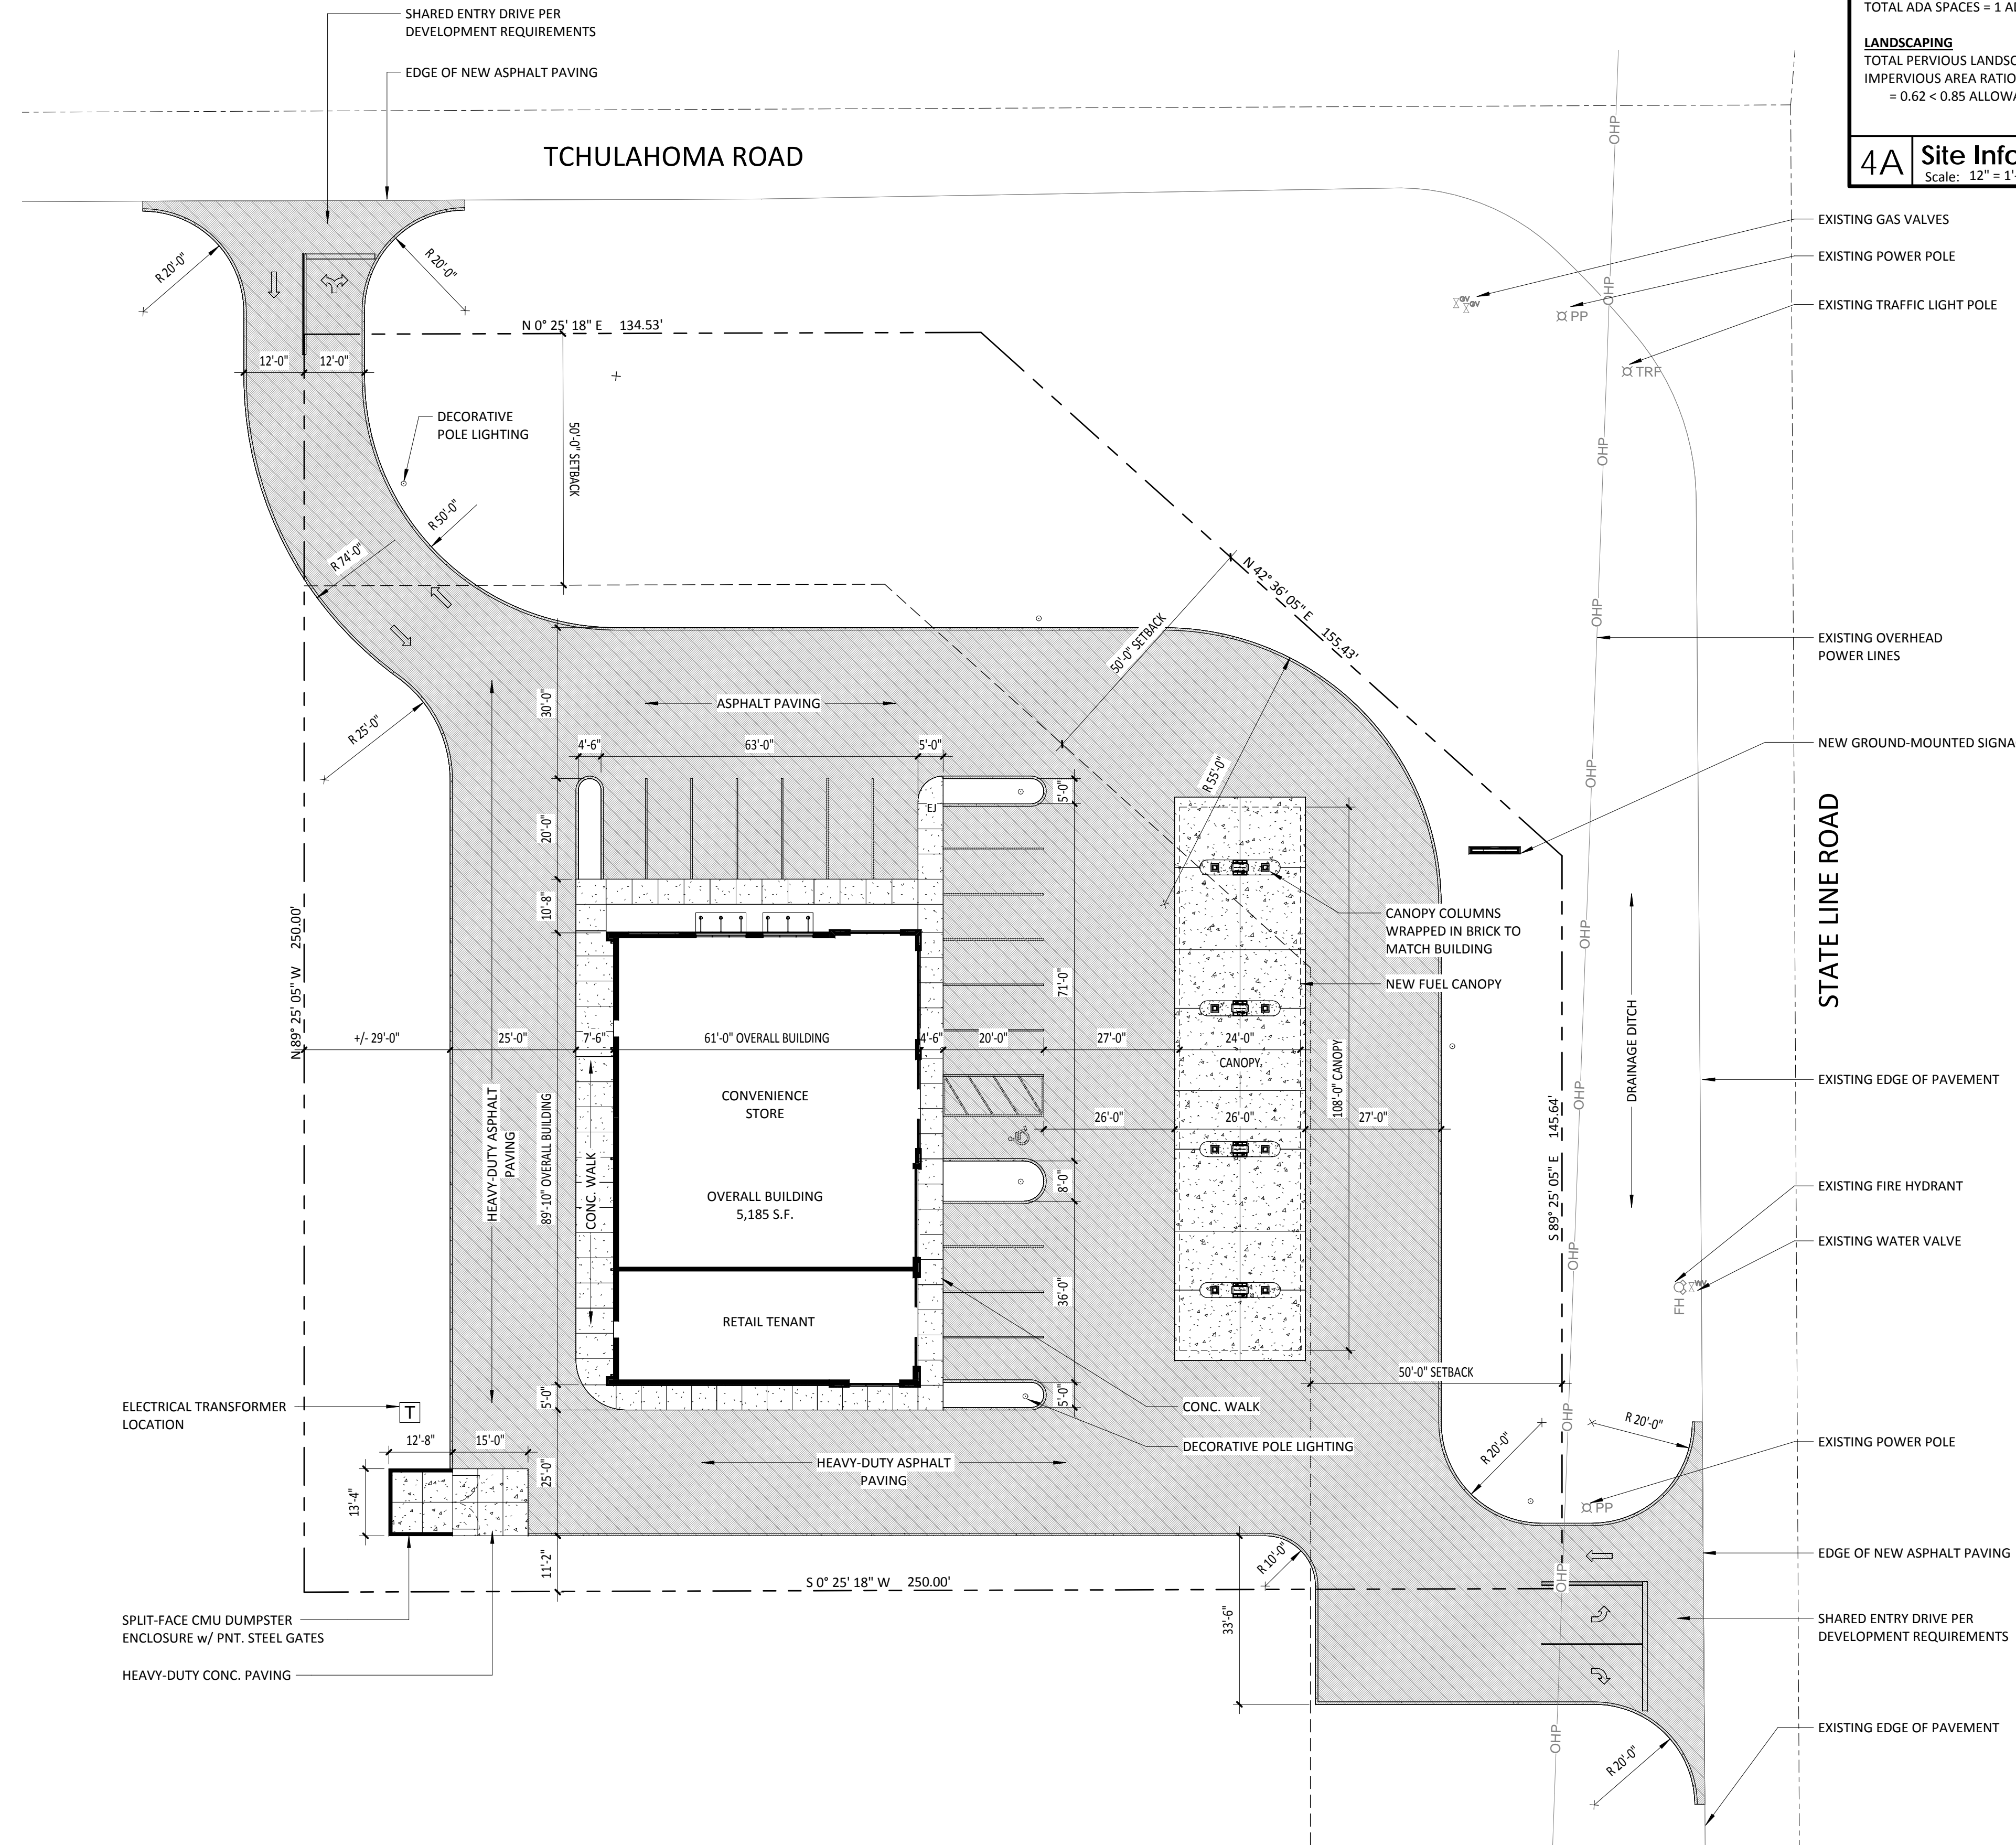 SHARED ENTRY DRIVE PER
DEVELOPMENT REQUIREMENTS
EDGE OF NEW ASPHALT PAVING
TCHULAHOMA ROAD
TOTAL ADA SPACES = 1
LANDSCAPING
TOTAL PERVIOUS
IMPERVIOUS AREA RATIO
= 0.62 < 0.85
4A
Site
Scale: 12" =
OHP
EXISTING GAS VALVES
EXISTING POWER POLE
EXISTING TRAFFIC LIGHT POLE
GV
GV
PP
OHP
TRF
R 20'-0"
R 20'-0"
N 0° 25' 18" E 134.53'
12'-0"
12'-0"
DECORATIVE
POLE LIGHTING
50'-0" SETBACK
OHP
R 50'-0"
R 74'-0"
N 42° 36' 05" E 155.43'
50'-0" SETBACK
OHP
EXISTING OVERHEAD
POWER LINES
30'-0"
ASPHALT PAVING
R 25'-0"
4'-6"
63'-0"
5'-0"
R 55'-0"
OHP
NEW GROUND-MOUNTED
5'-0"
EJ
20'-0"
STATE LINE ROAD
10'-8"
CANOPY COLUMNS
WRAPPED IN BRICK TO
MATCH BUILDING
OHP
NEW FUEL CANOPY
71'-0"
N 89° 25' 05" W 250.00'
+/- 29'-0"
25'-0"
7'-6"
61'-0" OVERALL BUILDING
4'-6"
20'-0"
27'-0"
24'-0"
CANOPY
108'-0" CANOPY
DRAINAGE DITCH
EXISTING EDGE OF PAVEMENT
OHP
CONVENIENCE
STORE
HEAVY-DUTY ASPHALT
PAVING
89'-10" OVERALL BUILDING
CONC. WALK
26'-0"
26'-0"
27'-0"
S 89° 25' 05" E 145.64'
8'-0"
EXISTING FIRE HYDRANT
OVERALL BUILDING
5,185 S.F.
EXISTING WATER VALVE
OHP
FH
WV
36'-0"
RETAIL TENANT
50'-0" SETBACK
5'-0"
5'-0"
CONC. WALK
ELECTRICAL TRANSFORMER
LOCATION
T
OHP
R 20'-0"
R 20'-0"
12'-8"
15'-0"
DECORATIVE POLE LIGHTING
EXISTING POWER POLE
HEAVY-DUTY ASPHALT
PAVING
25'-0"
13'-4"
PP
R 10'-0"
EDGE OF NEW ASPHALT PAVING
11'-2"
S 0° 25' 18" W 250.00'
OHP
33'-6"
SPLIT-FACE CMU DUMPSTER
ENCLOSURE w/ PNT. STEEL GATES
SHARED ENTRY DRIVE PER
DEVELOPMENT REQUIREMENTS
HEAVY-DUTY CONC. PAVING
EXISTING EDGE OF PAVEMENT
OHP
R 20'-0"